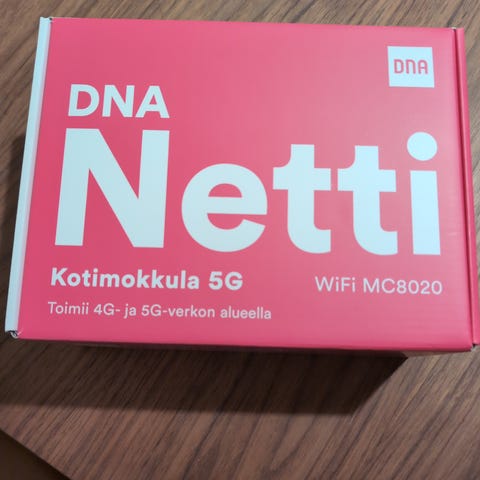 DNA
DNA
Netti
Kotimokkula 5G
WiFi MC8020
Toimii 4G- ja 5G-verkon alueella